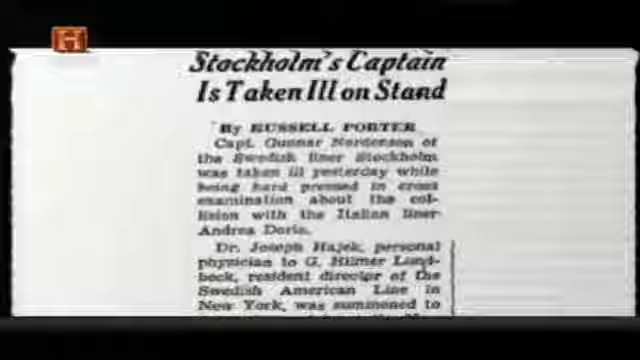 H
Stockholm's Captain
Is Taken Ill on Stand
By RUSSELL PORTER
Capt. Gunnar Nordenson of
the Swedish liner Stockholm
was taken ill yesterday while
being hard pressed in cross
examination about the col-
lision with the Italian liner
Andrea Doria.
Dr. Joseph Hajek, personal
physician to G. Hilmer Lund-
beck, resident director of the
Swedish American Line in
New York, was summoned to